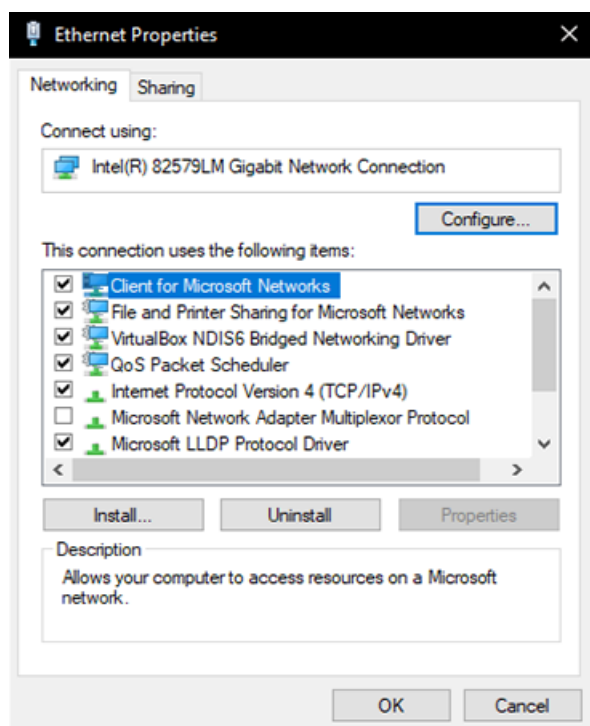 Ethernet Properties
Networking
Sharing
Connect using:
Intel(R) 82579LM Gigabit Network Connection
Configure...
This connection uses the following items:
Client for Microsoft Networks
File and Printer Sharing for Microsoft Networks
VirtualBox NDIS6 Bridged Networking Driver
QoS Packet Scheduler
Internet Protocol Version 4 (TCP/IPv4)
Microsoft Network Adapter Multiplexor Protocol
Microsoft LLDP Protocol Driver
Install...
Uninstall
Properties
Description
Allows your computer to access resources on a Microsoft
network.
OK
Cancel